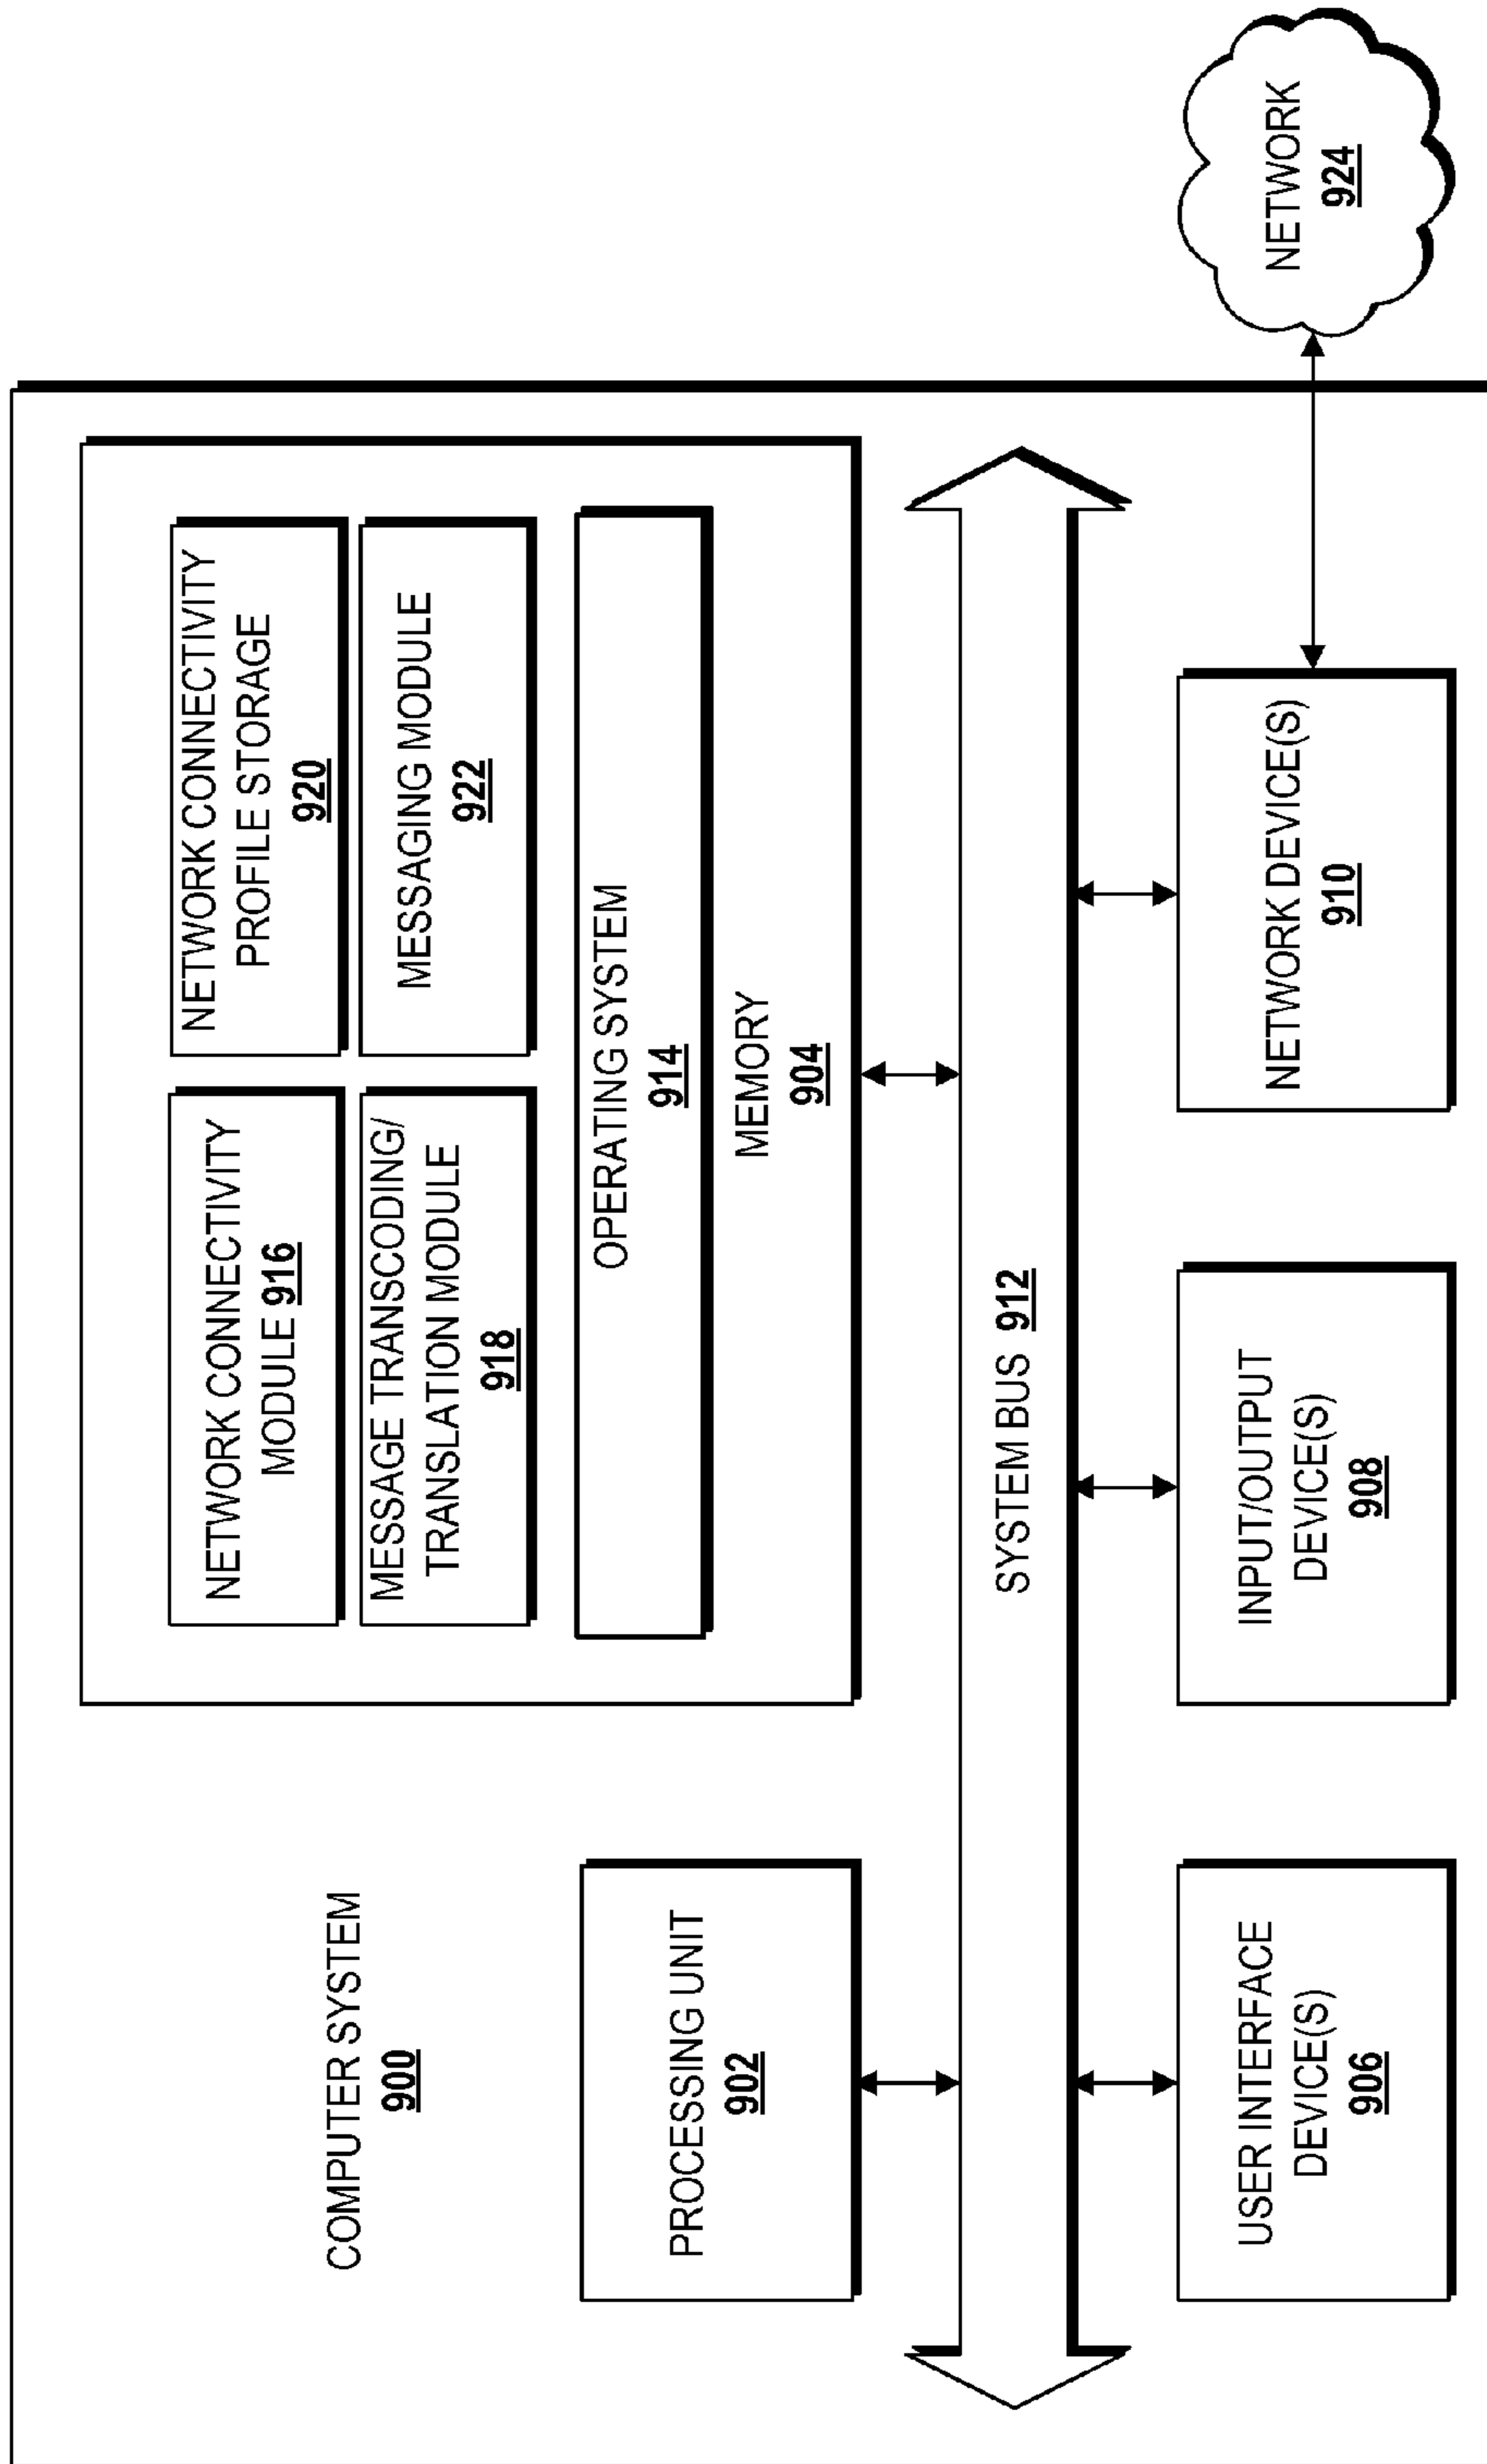 COMPUTER SYSTEM
900
PROCESSING UNIT
902
NETWORK CONNECTIVITY
MODULE 916
NETWORK CONNECTIVITY
PROFILE STORAGE
920
MESSAGE TRANSCODING/
TRANSLATION MODULE
918
MESSAGING MODULE
922
OPERATING SYSTEM
914
MEMORY
904
SYSTEM BUS 912
USER INTERFACE
DEVICE(S)
906
INPUT/OUTPUT
DEVICE(S)
908
NETWORK DEVICE(S)
910
NETWORK
924